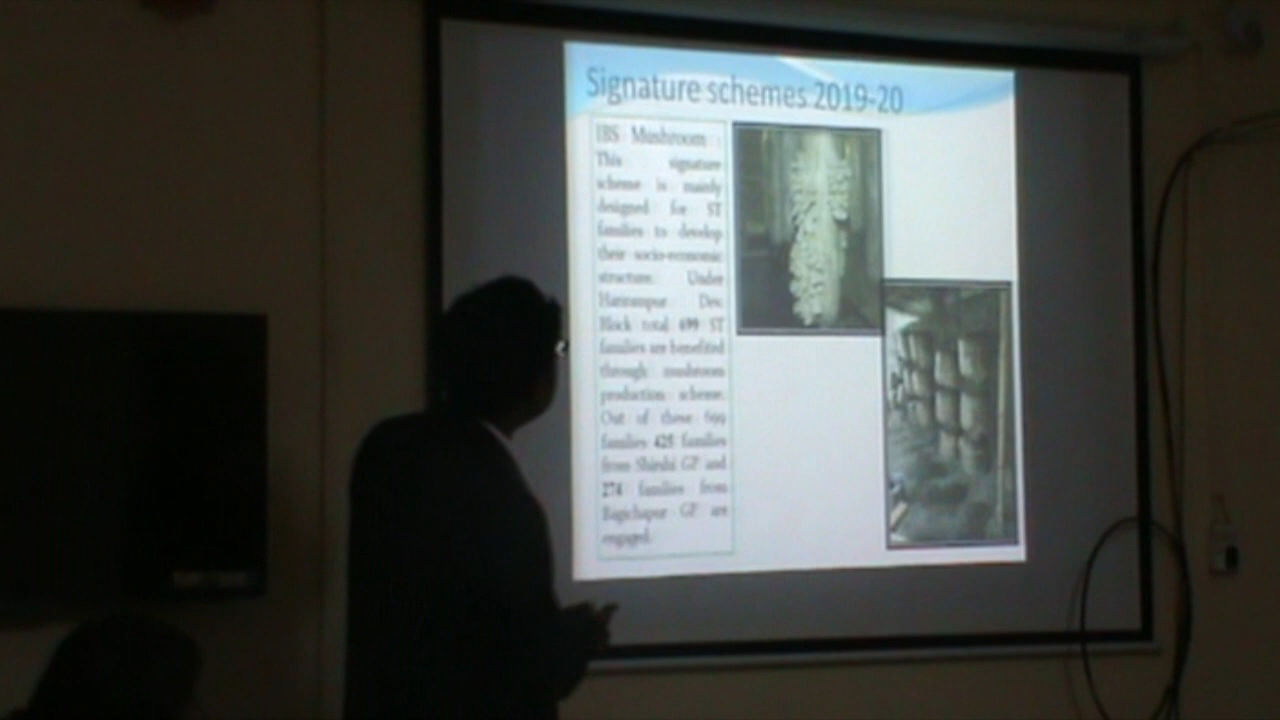 Signature schemes 2019-20
IBS Mushroom :
This signature
scheme is mainly
designed for ST
families to develop
their socio-economic
structure. Under
Harirampur Dev.
Block total 699 ST
families are benefitted
through mushroom
production scheme.
Out of these 699
families 425 families
from Shirshi GP and
274 families from
Bagichapur GP are
engaged.